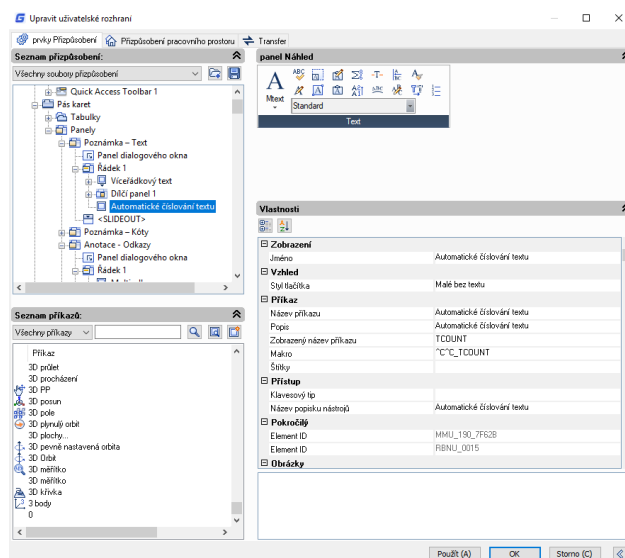 Upravit uživatelské rozhraní
prvky Přizpůsobení
Přizpůsobení pracovního prostoru
Transfer
Seznam přizpůsobení:
Všechny soubory přizpůsobení
Quick Access Toolbar 1
Pás karet
Tabulky
Panely
Poznámka – Text
Panel dialogového okna
Řádek 1
Víceřádkový text
Dílčí panel 1
Automatické číslování textu
<SLIDEOUT>
Poznámka – Kóty
Anotace - Odkazy
Panel dialogového okna
Řádek 1
Seznam příkazů:
Všechny příkazy
Příkaz
3D průlet
3D procházení
3D PP
3D posun
3D pole
3D plynulý orbit
3D plochy...
3D pevně nastavená orbita
3D Orbit
3D měřítko
3D měřítko
3D křivka
3 body
0
panel Náhled
Mtext
Standard
Text
Vlastnosti
Zobrazení
Jméno Automatické číslování textu
Vzhled
Styl tlačítka Malé bez textu
Příkaz
Název příkazu Automatické číslování textu
Popis Automatické číslování textu
Zobrazený název příkazu TCOUNT
Makro ^C^C_TCOUNT
Štítky
Přístup
Klavesový tip
Název popisku nástrojů Automatické číslování textu
Pokročilý
Element ID MMU_190_7F62B
Element ID RBNU_0015
Obrázky
Použít (A)
OK
Storno (C)